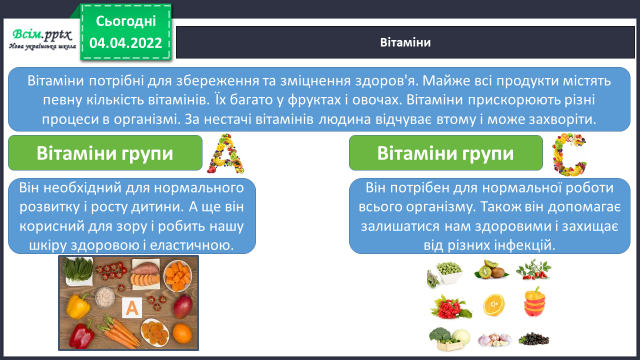 Всім.pptx
Нова українська школа
Сьогодні
04.04.2022
Вітаміни
Вітаміни потрібні для збереження та зміцнення здоров'я. Майже всі продукти містять
певну кількість вітамінів. Їх багато у фруктах і овочах. Вітаміни прискорюють різні
процеси в організмі. За нестачі вітамінів людина відчуває втому і може захворіти.
Вітаміни групи A
Він необхідний для нормального
розвитку і росту дитини. А ще він
корисний для зору і робить нашу
шкіру здоровою і еластичною.
A
Вітаміни групи C
Він потрібен для нормальної роботи
всього організму. Також він допомагає
залишатися нам здоровими і захищає
від різних інфекцій.